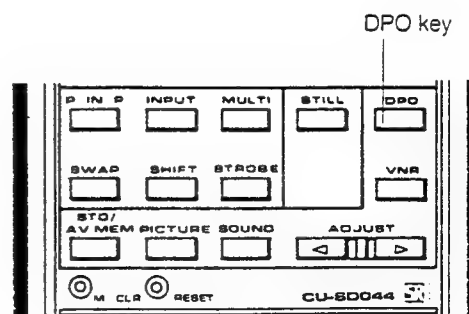 DPO key
P IN P INPUT MULTI STILL DPO
SWAP SHIFT STROBE VNR
STD/
AV MEM PICTURE SOUND ADJUST
M. CLR RESET CU-SD044